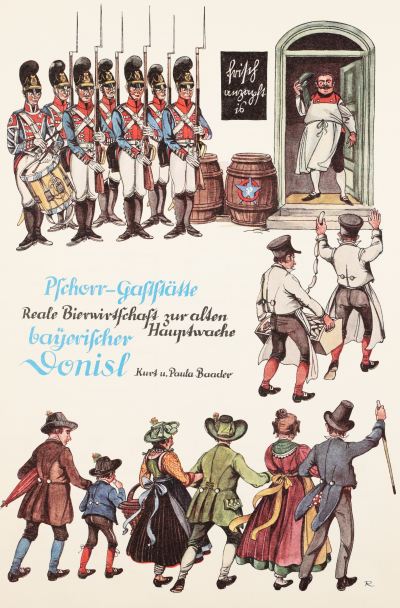 frisch
anzapft
is
Pschorr-Gaststätte
Reale Bierwirtschaft zur alten
Hauptwache
bayerischer
Donisl
Kurt u. Paula Baader
R